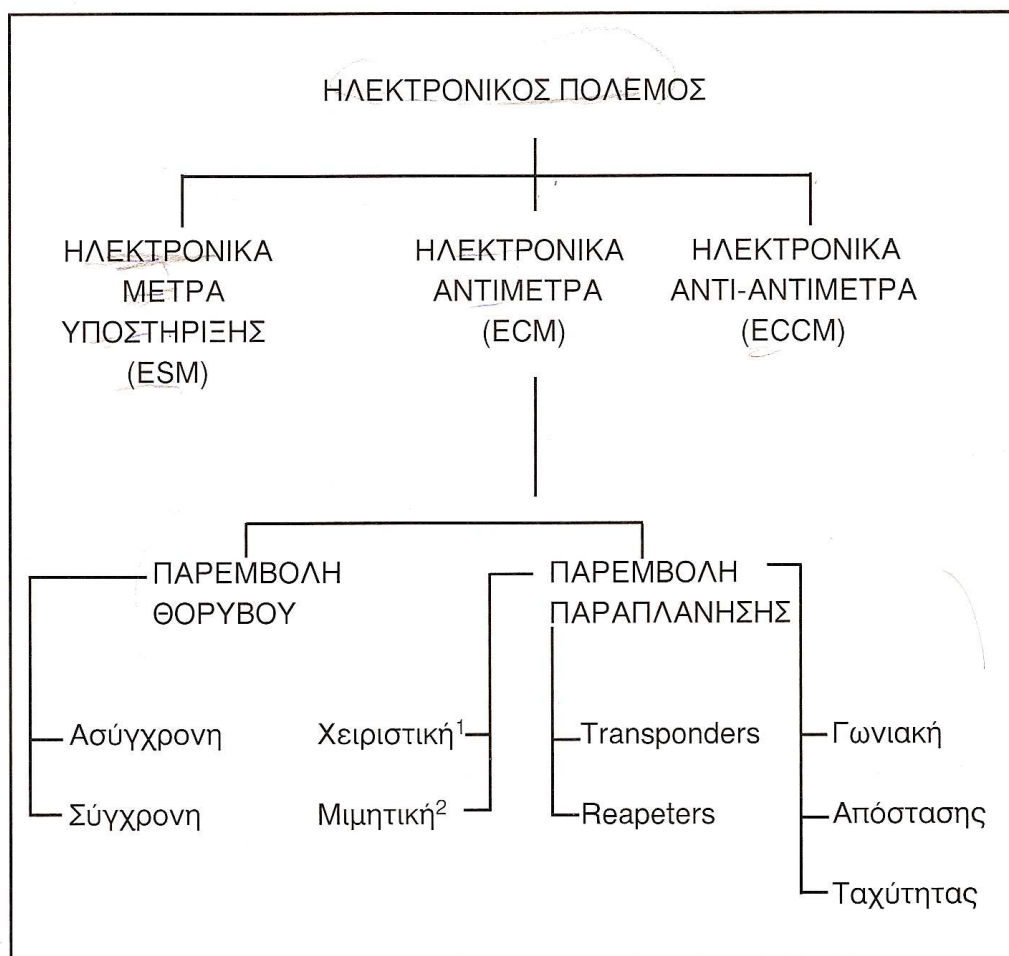 ΗΛΕΚΤΡΟΝΙΚΟΣ ΠΟΛΕΜΟΣ
ΗΛΕΚΤΡΟΝΙΚΑ
ΜΕΤΡΑ
ΥΠΟΣΤΗΡΙΞΗΣ
(ESM)
ΗΛΕΚΤΡΟΝΙΚΑ
ΑΝΤΙΜΕΤΡΑ
(ECM)
ΗΛΕΚΤΡΟΝΙΚΑ
ΑΝΤΙ-ΑΝΤΙΜΕΤΡΑ
(ECCM)
ΠΑΡΕΜΒΟΛΗ
ΘΟΡΥΒΟΥ
Ασύγχρονη
Σύγχρονη
ΠΑΡΕΜΒΟΛΗ
ΠΑΡΑΠΛΑΝΗΣΗΣ
Χειριστική¹
Μιμητική²
Transponders
Reapeters
Γωνιακή
Απόστασης
Ταχύτητας